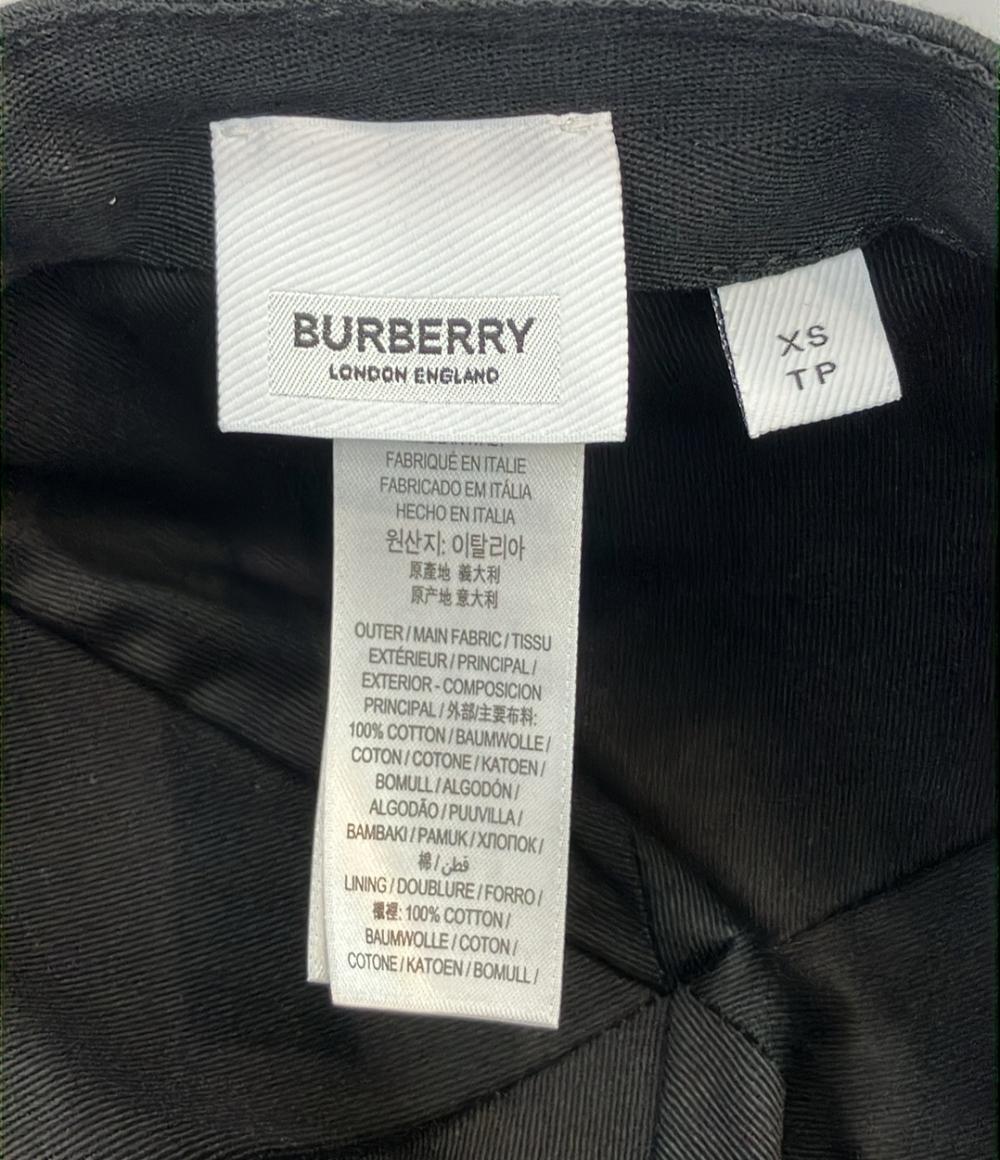 BURBERRY
LONDON ENGLAND
XS
TP
FABRIQUÉ EN ITALIE
FABRICADO EM ITÁLIA
HECHO EN ITALIA
원산지: 이탈리아
原產地 義大利
原产地 意大利
OUTER / MAIN FABRIC / TISSU
EXTÉRIEUR / PRINCIPAL /
EXTERIOR - COMPOSICION
PRINCIPAL / 外部/主要布料:
100% COTTON / BAUMWOLLE /
COTON / COTONE / KATOEN /
BOMULL / ALGODÓN /
ALGODÃO / PUUVILLA /
BAMBAKI / PAMUK / ХЛОПОК /
棉 / قطن
LINING / DOUBLURE / FORRO /
襯裡: 100% COTTON /
BAUMWOLLE / COTON /
COTONE / KATOEN / BOMULL /